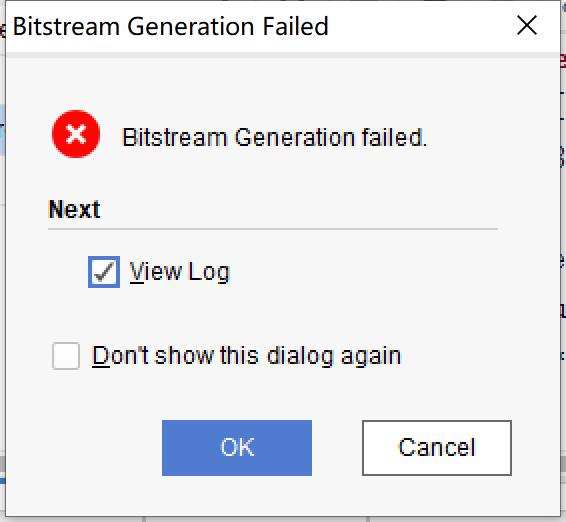 Bitstream Generation Failed
Bitstream Generation failed.
Next
View Log
Don't show this dialog again
OK
Cancel